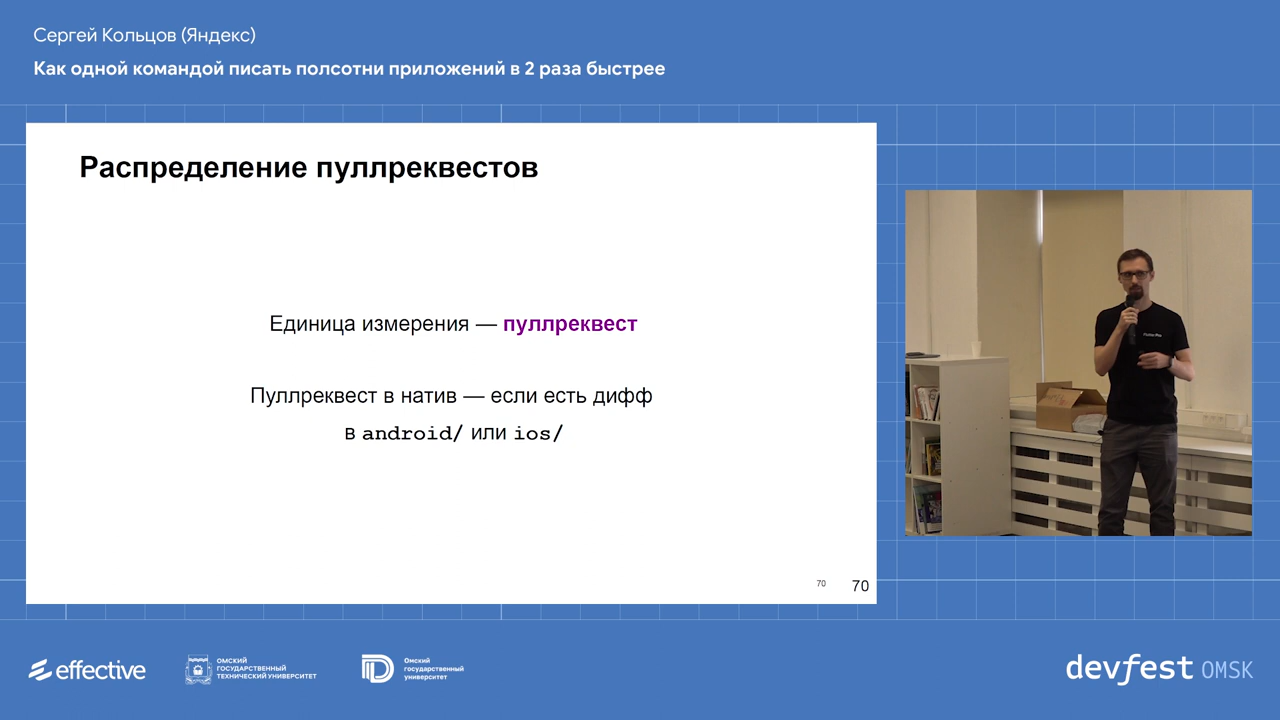 Сергей Кольцов (Яндекс)
Как одной командой писать полсотни приложений в 2 раза быстрее
Распределение пуллреквестов
Единица измерения — пуллреквест
Пуллреквест в натив — если есть дифф
в android/ или ios/
70
70
effective
ОМСКИЙ
ГОСУДАРСТВЕННЫЙ
ТЕХНИЧЕСКИЙ УНИВЕРСИТЕТ
Омский
государственный
университет
devfest OMSK